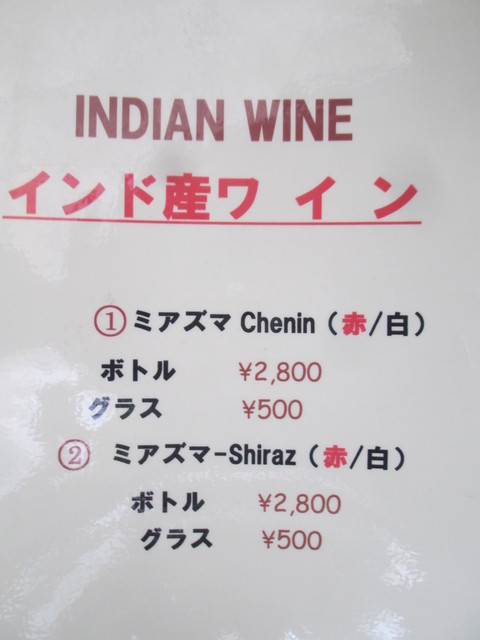 INDIAN WINE
インド産ワイン
①ミアズマ Chenin（赤/白）
ボトル ¥2,800
グラス ¥500
② ミアズマ-Shiraz（赤/白）
ボトル ¥2,800
グラス ¥500